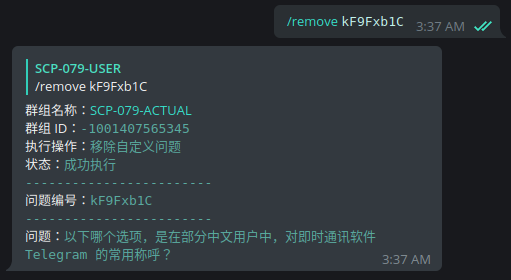 /remove kF9Fxb1C 3:37 AM
SCP-079-USER
/remove kF9Fxb1C
群组名称：SCP-079-ACTUAL
群组 ID：-1001407565345
执行操作：移除自定义问题
状态：成功执行
------------------------
问题编号：kF9Fxb1C
------------------------
问题：以下哪个选项，是在部分中文用户中，对即时通讯软件
Telegram 的常用称呼？ 3:37 AM